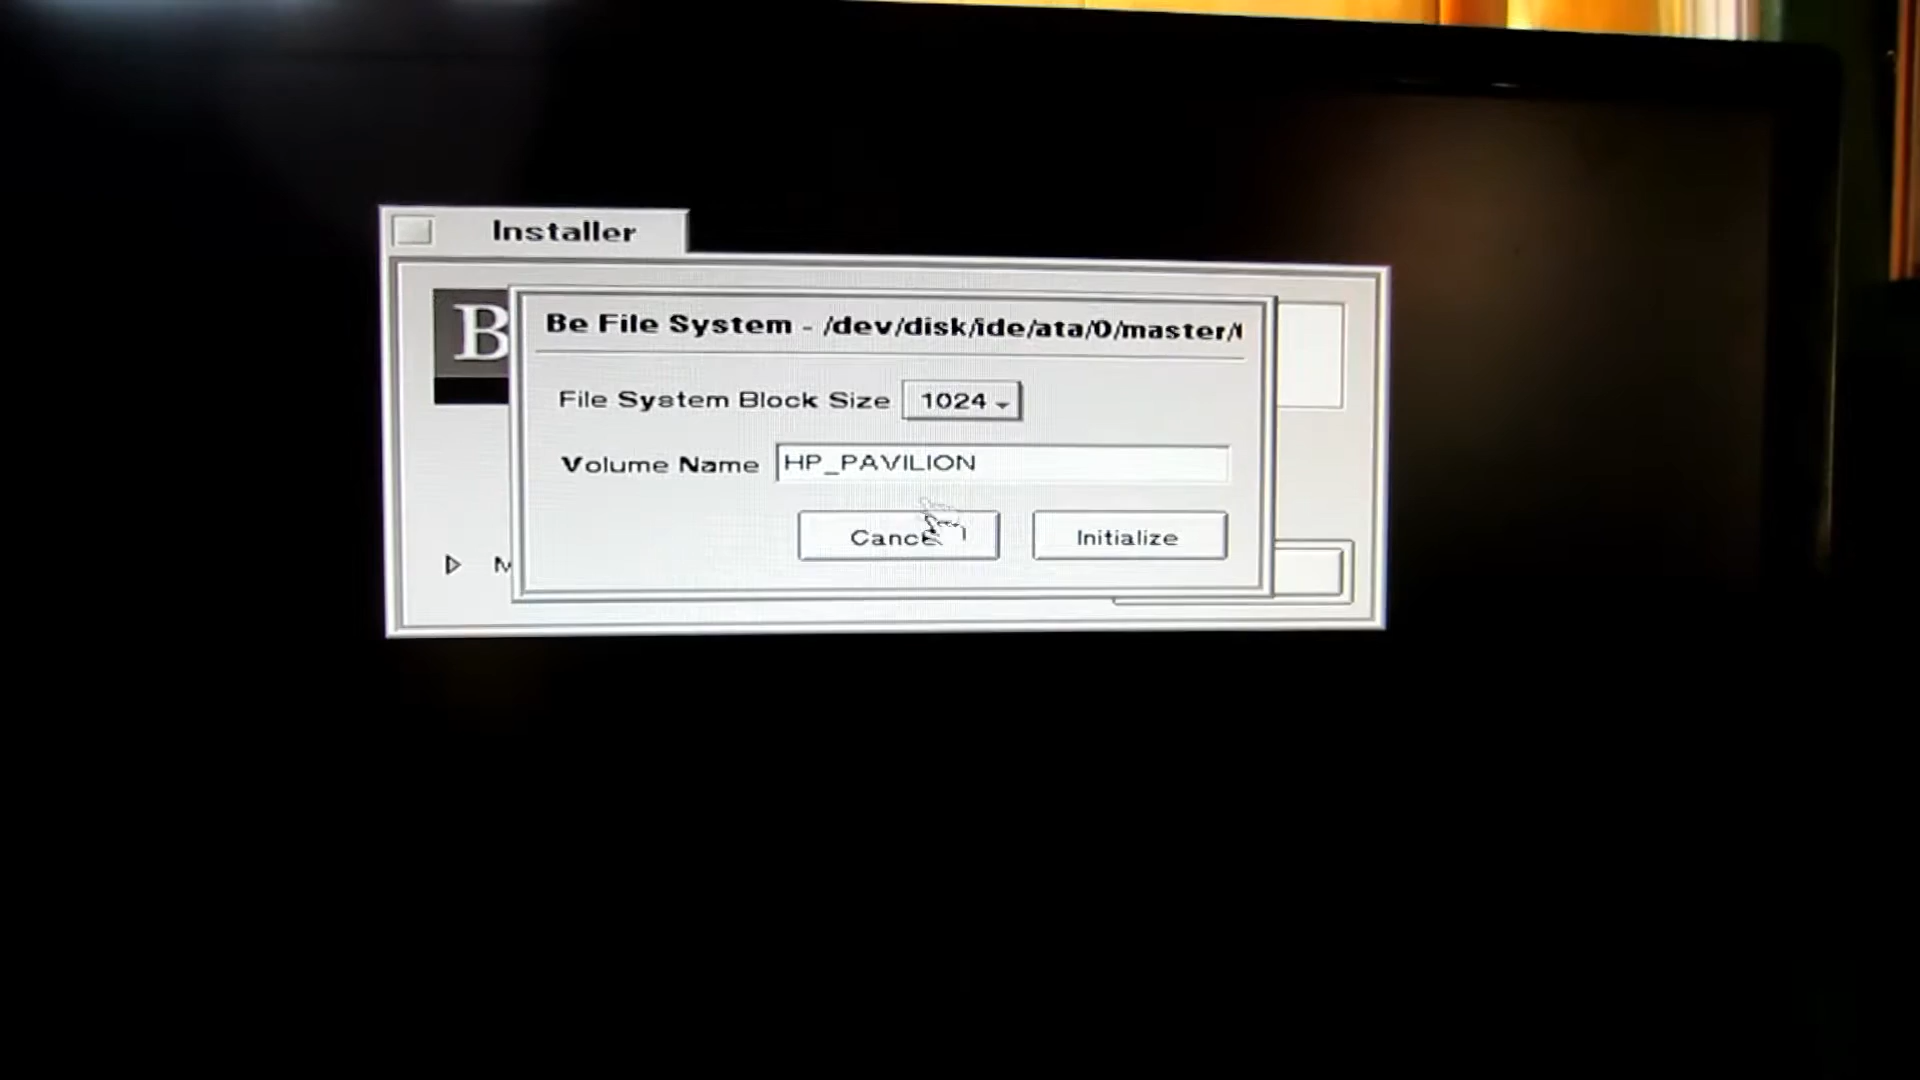 Installer
B
Be File System - /dev/disk/ide/ata/0/master/
File System Block Size 1024
Volume Name HP_PAVILION
Cancel Initialize
M